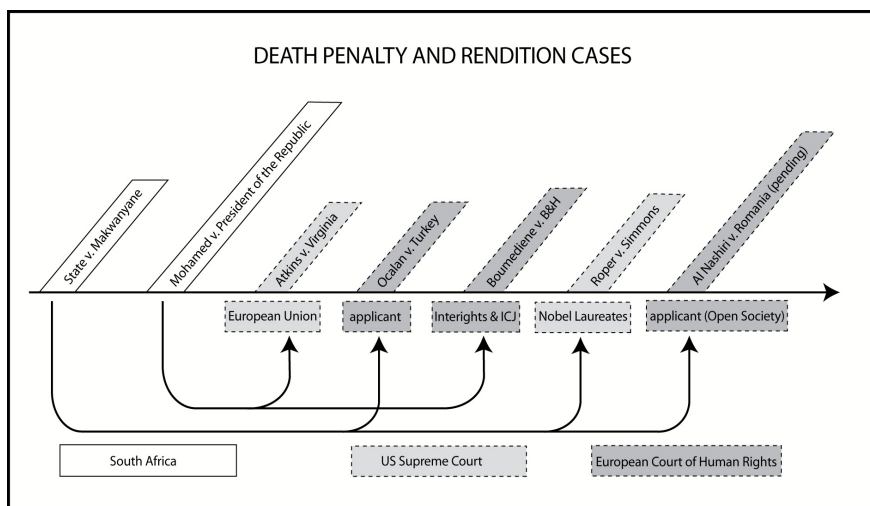 DEATH PENALTY AND RENDITION CASES
State v. Makwanyane
Mohamed v. President of the Republic
Atkins v. Virginia
Ocalan v. Turkey
Boumediene v. B&H
Roper v. Simmons
Al Nashiri v. Romania (pending)
European Union
applicant
Interights & ICJ
Nobel Laureates
applicant (Open Society)
South Africa
US Supreme Court
European Court of Human Rights